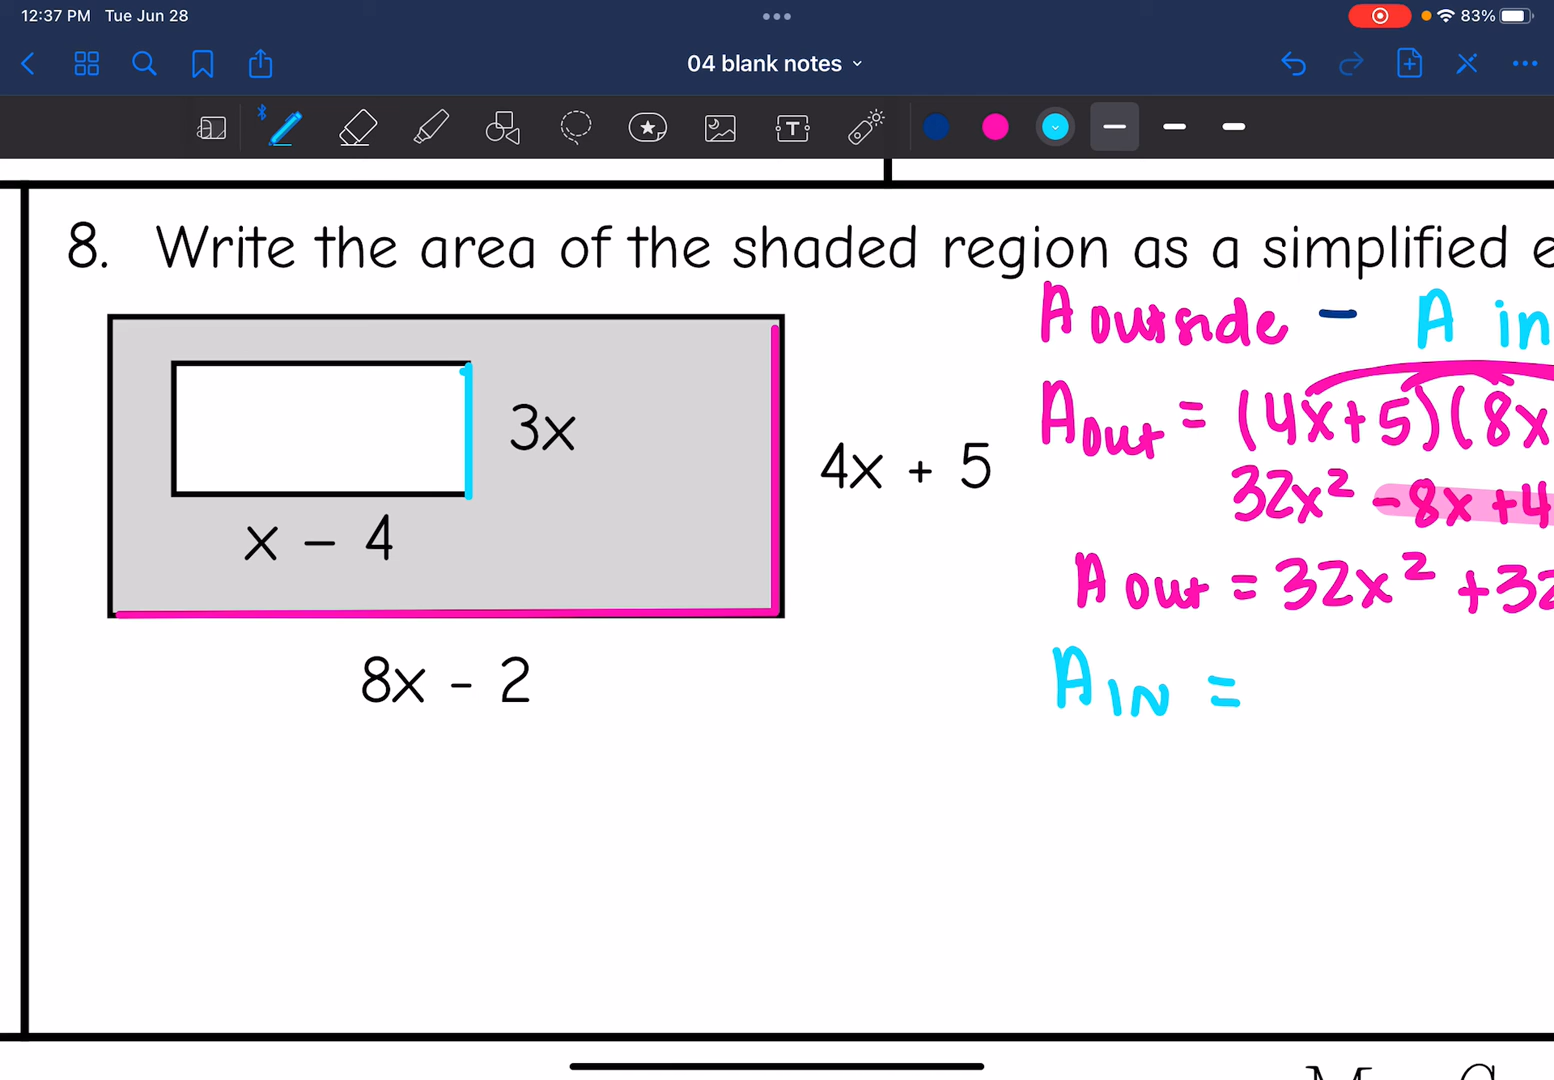 12:37 PM Tue Jun 28
83%
04 blank notes
T
8. Write the area of the shaded region as a simplified e
A outside - A in
3x
A out = (4x+5)(8x
4x + 5
32x² -8x +4
x - 4
A out = 32x² +32
8x - 2
A IN =